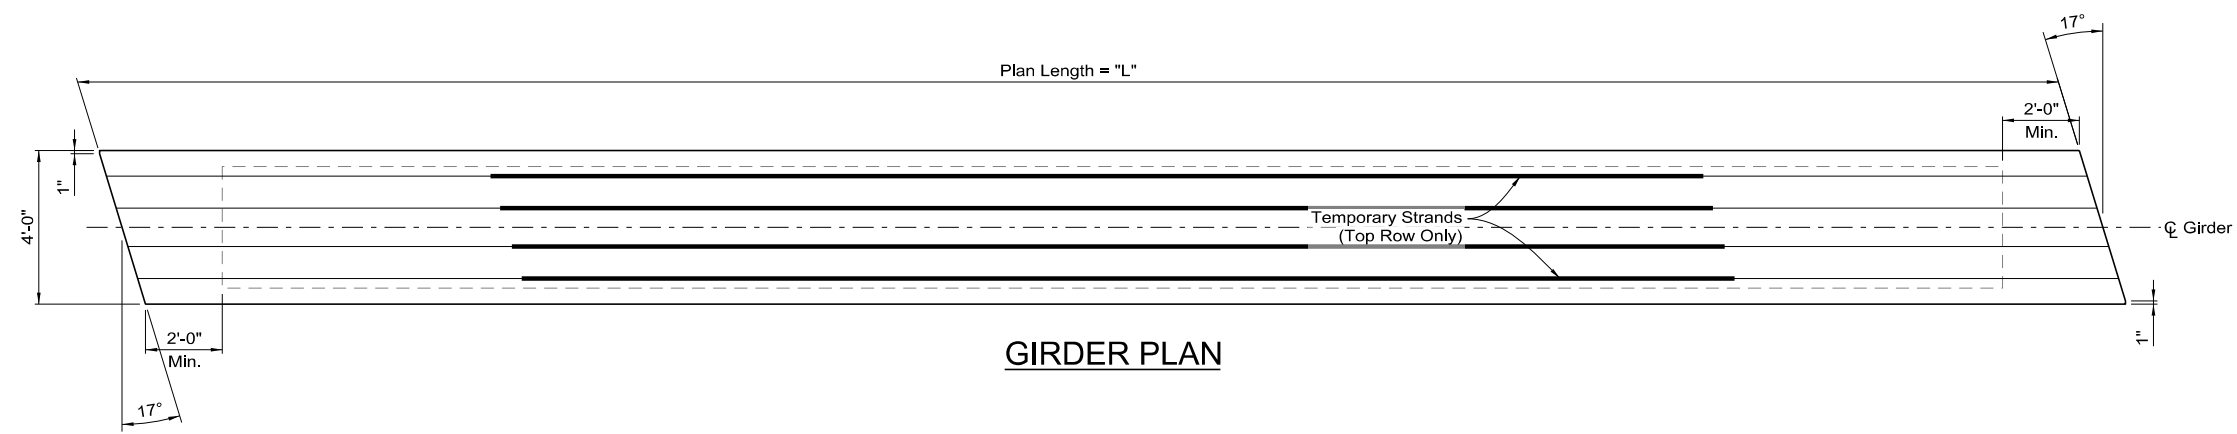 17°
Plan Length = "L"
2'-0"
Min.
1"
4'-0"
Temporary Strands
(Top Row Only)
℄ Girder
2'-0"
Min.
1"
GIRDER PLAN
17°